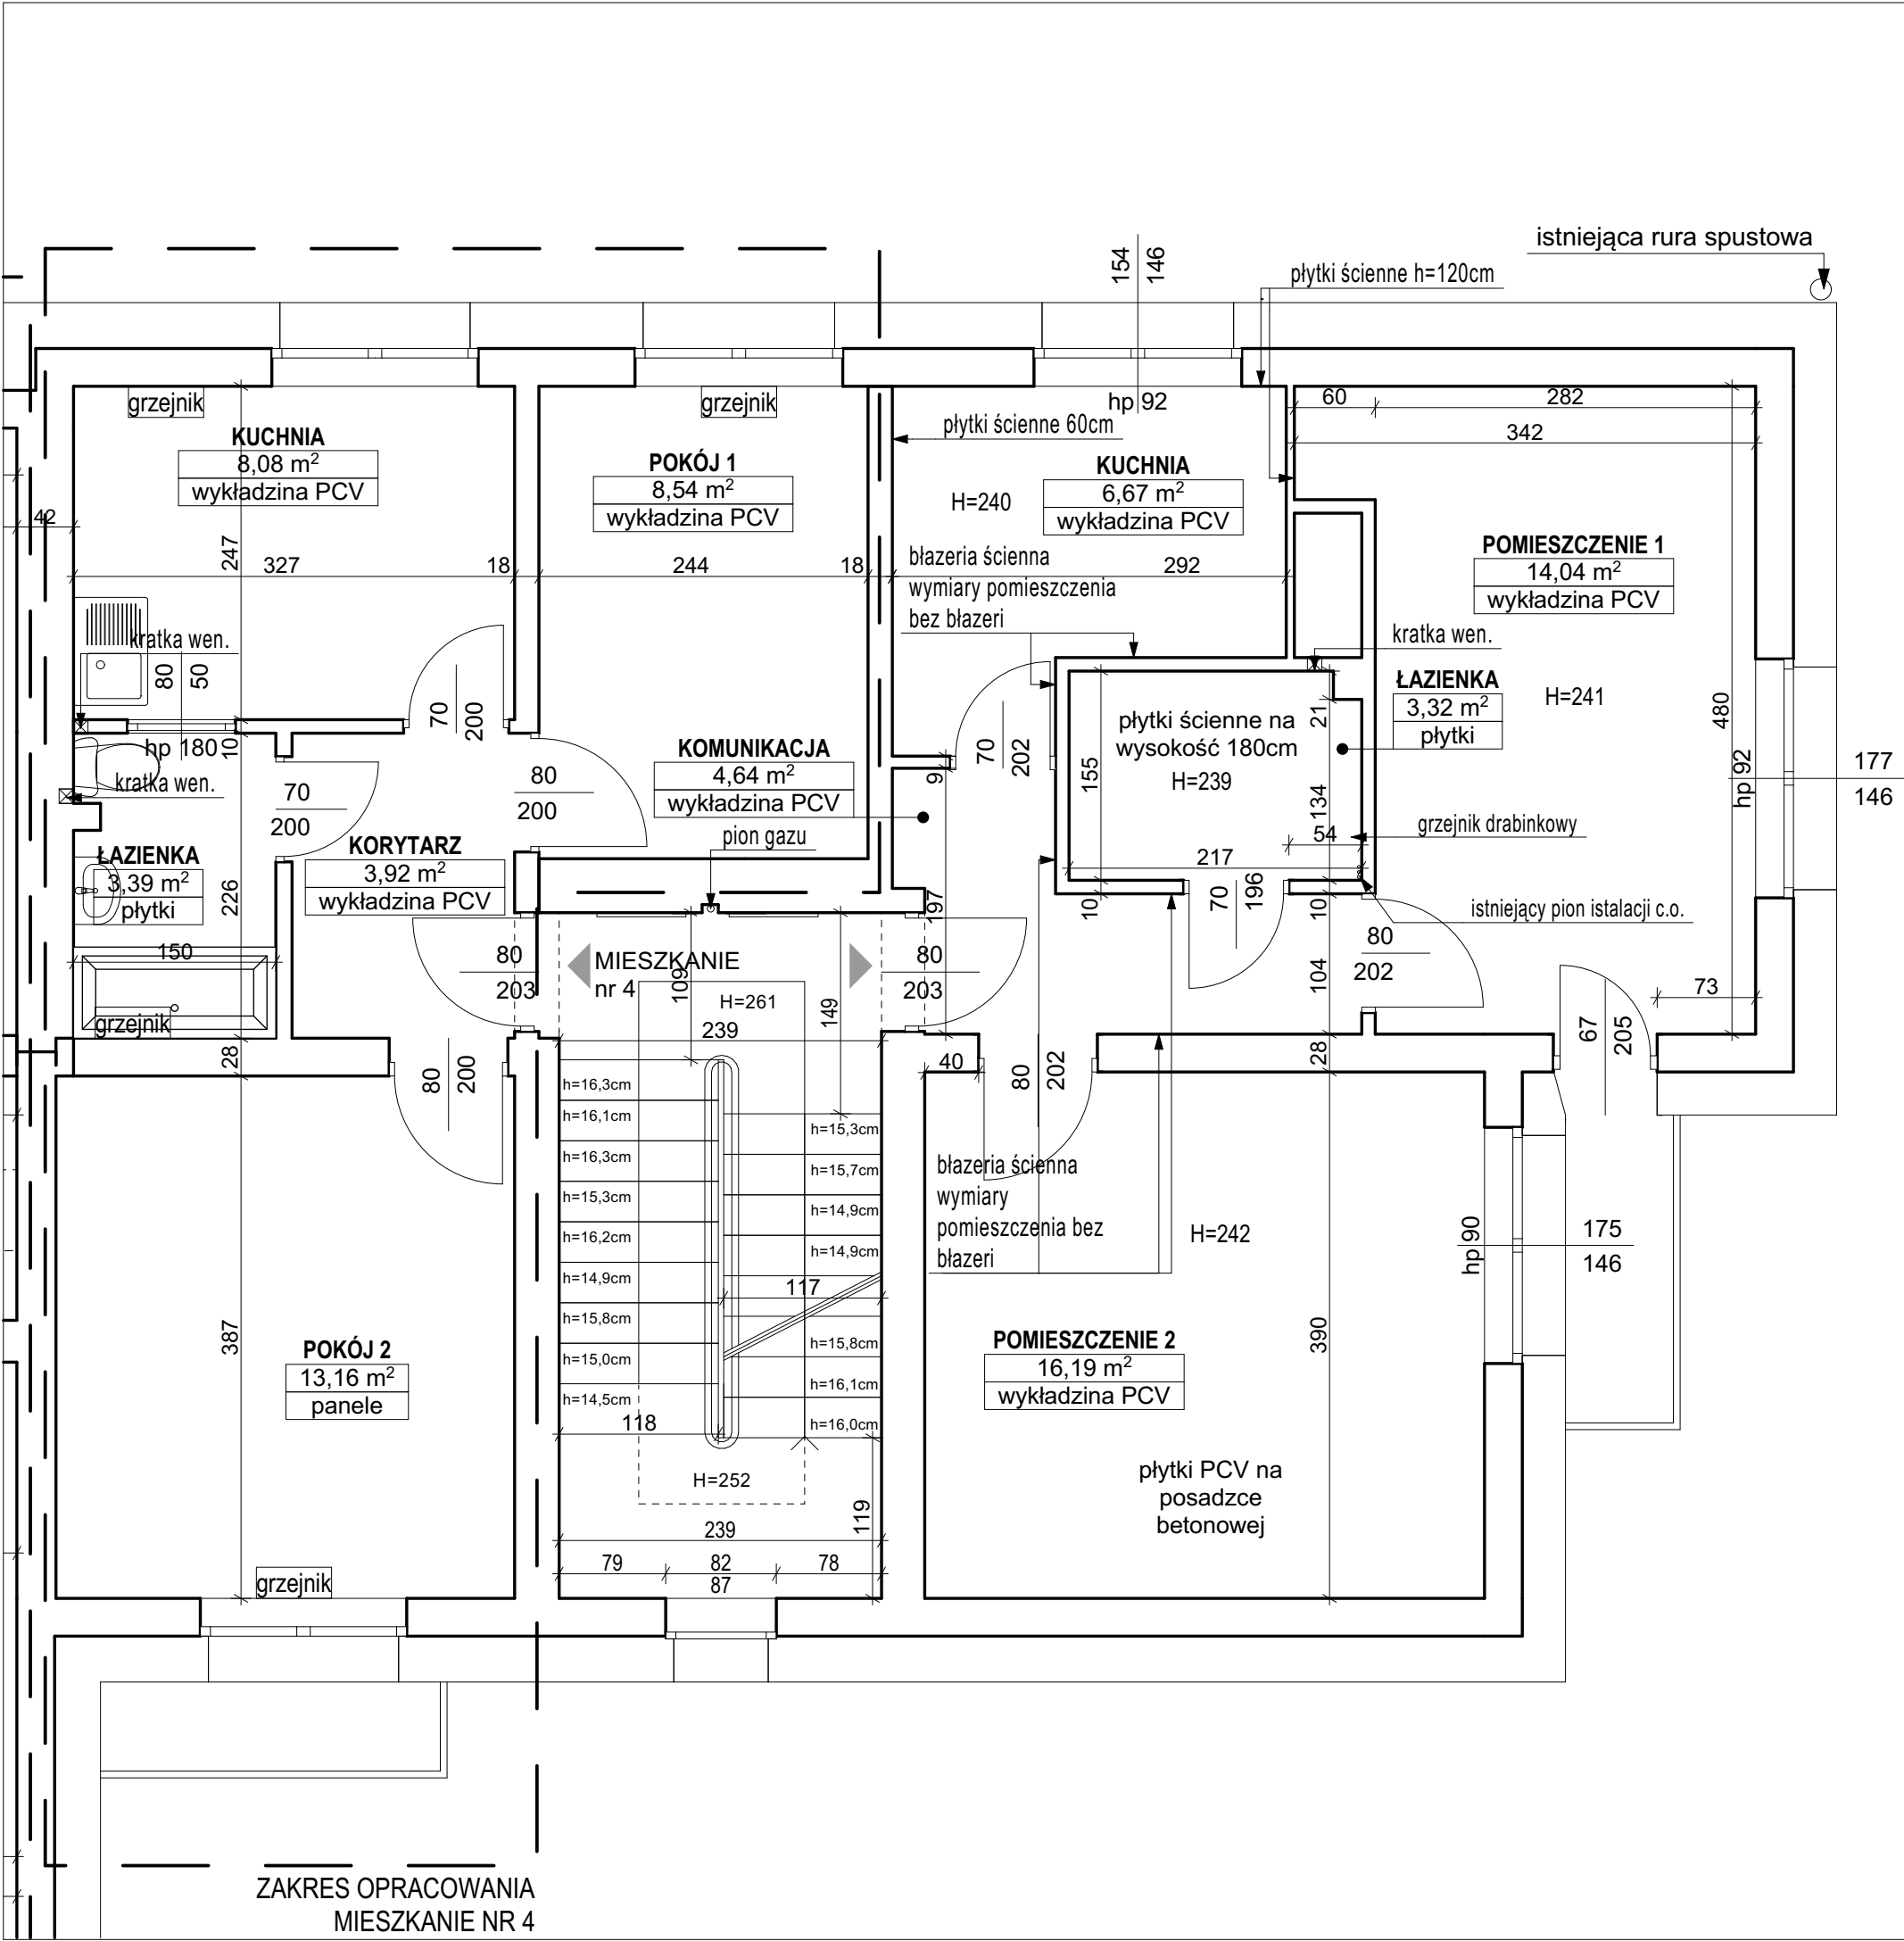 istniejąca rura spustowa
154
146
płytki ścienne h=120cm
grzejnik
grzejnik
hp 92
60
282
płytki ścienne 60cm
342
KUCHNIA
8,08 m²
wykładzina PCV
POKÓJ 1
8,54 m²
wykładzina PCV
KUCHNIA
6,67 m²
wykładzina PCV
H=240
42
247
327
18
244
18
292
błazeria ścienna
wymiary pomieszczenia
bez błazeri
POMIESZCZENIE 1
14,04 m²
wykładzina PCV
kratka wen.
80
50
kratka wen.
ŁAZIENKA
3,32 m²
płytki
H=241
480
70
200
hp 180
10
kratka wen.
KOMUNIKACJA
4,64 m²
wykładzina PCV
70
202
9
płytki ścienne na
wysokość 180cm
H=239
155
21
134
hp 92
177
146
70
200
80
200
pion gazu
54
grzejnik drabinkowy
217
ŁAZIENKA
3,39 m²
płytki
KORYTARZ
3,92 m²
wykładzina PCV
226
197
10
70
196
10
istniejący pion istalacji c.o.
150
grzejnik
80
203
MIESZKANIE
nr 4
109
H=261
149
80
203
80
202
104
73
239
28
80
200
40
80
202
28
67
205
h=16,3cm
h=16,1cm
h=16,3cm
h=15,3cm
h=16,2cm
h=14,9cm
h=15,8cm
h=15,0cm
h=14,5cm
h=15,3cm
h=15,7cm
h=14,9cm
h=14,9cm
117
h=15,8cm
h=16,1cm
h=16,0cm
118
błazeria ścienna
wymiary
pomieszczenia bez
błazeri
H=242
hp 90
175
146
387
POKÓJ 2
13,16 m²
panele
POMIESZCZENIE 2
16,19 m²
wykładzina PCV
390
H=252
płytki PCV na
posadzce
betonowej
119
239
79
82
78
87
grzejnik
ZAKRES OPRACOWANIA
MIESZKANIE NR 4